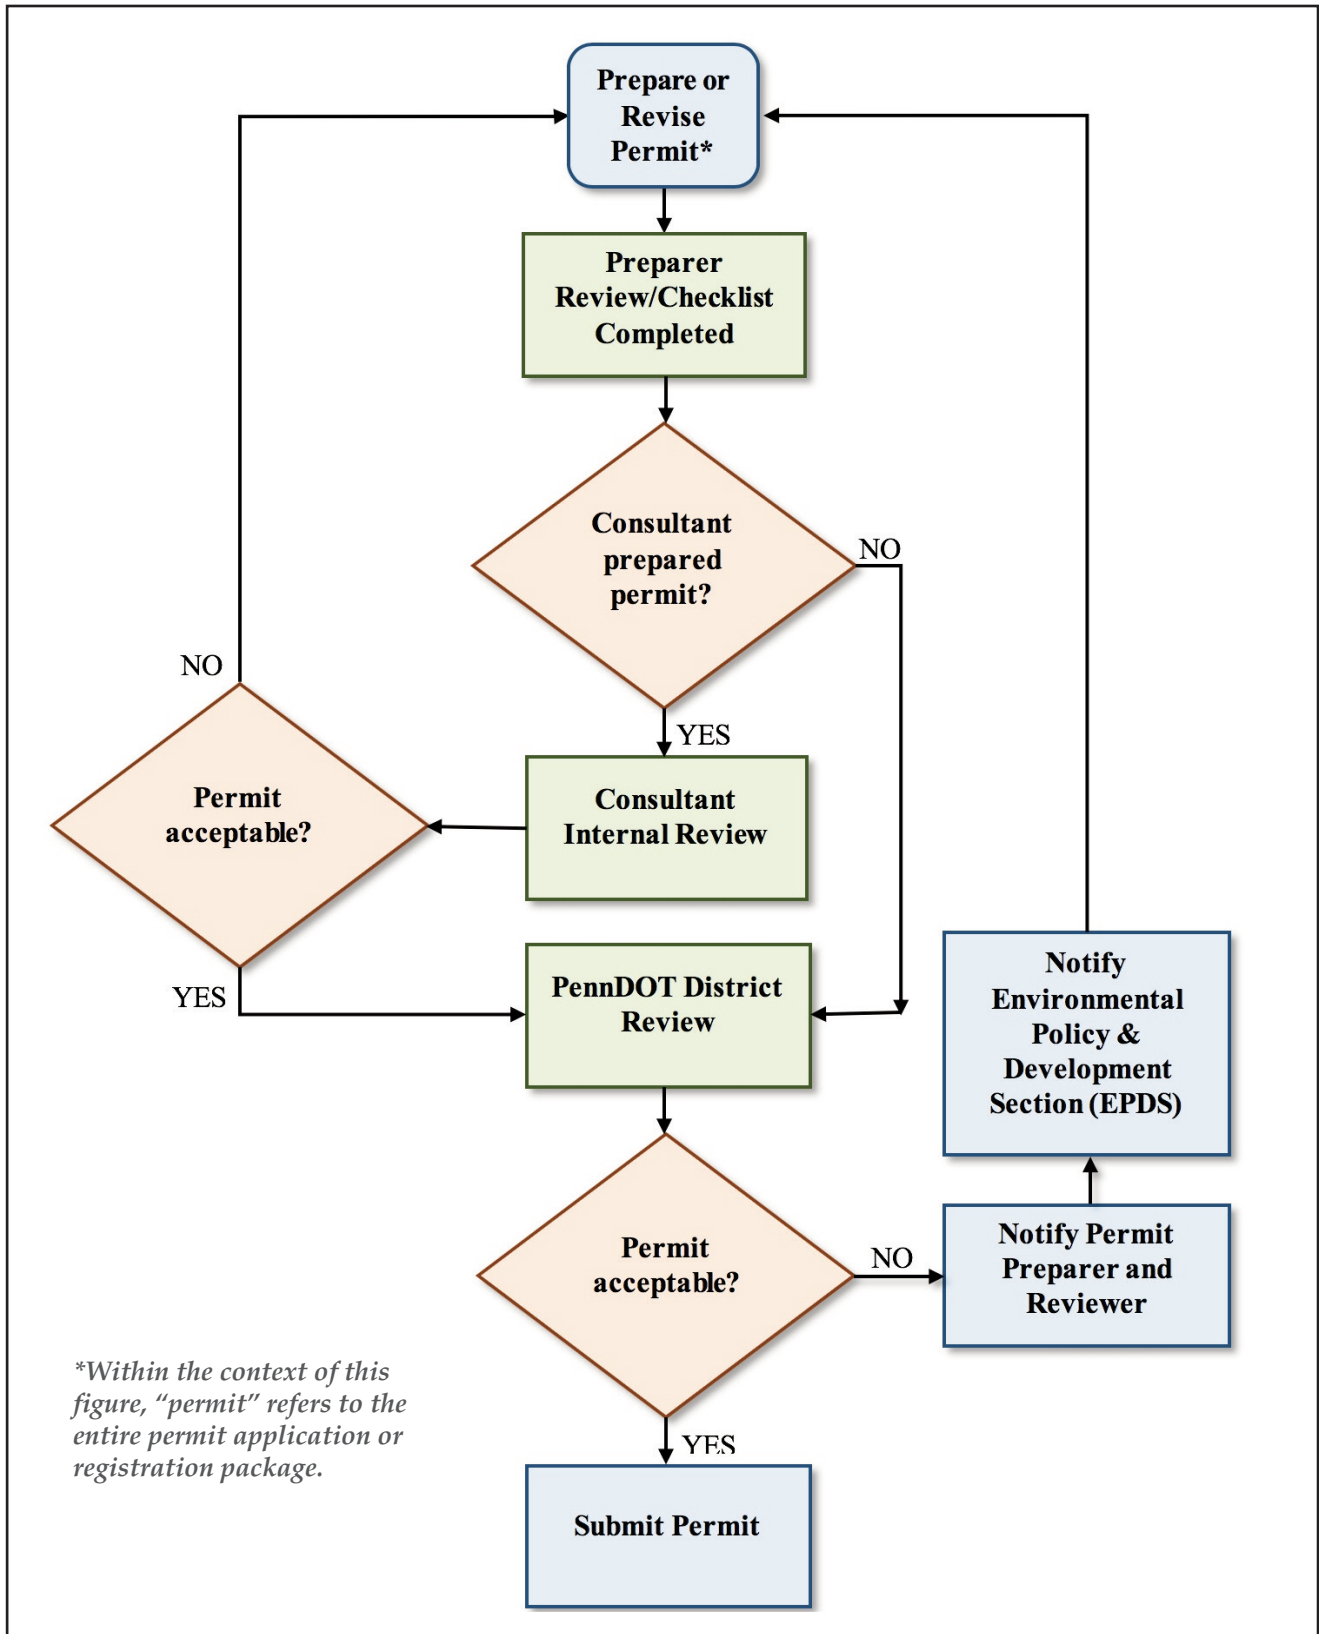 Prepare or
Revise
Permit*
Preparer
Review/Checklist
Completed
Consultant
prepared
permit?
NO
NO
YES
Permit
acceptable?
Consultant
Internal Review
YES
PennDOT District
Review
Notify
Environmental
Policy &
Development
Section (EPDS)
Permit
acceptable?
NO
Notify Permit
Preparer and
Reviewer
*Within the context of this
figure, “permit” refers to the
entire permit application or
registration package.
YES
Submit Permit